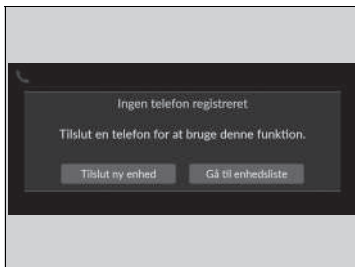 Ingen telefon registreret
Tilslut en telefon for at bruge denne funktion.
Tilslut ny enhed
Gå til enhedsliste